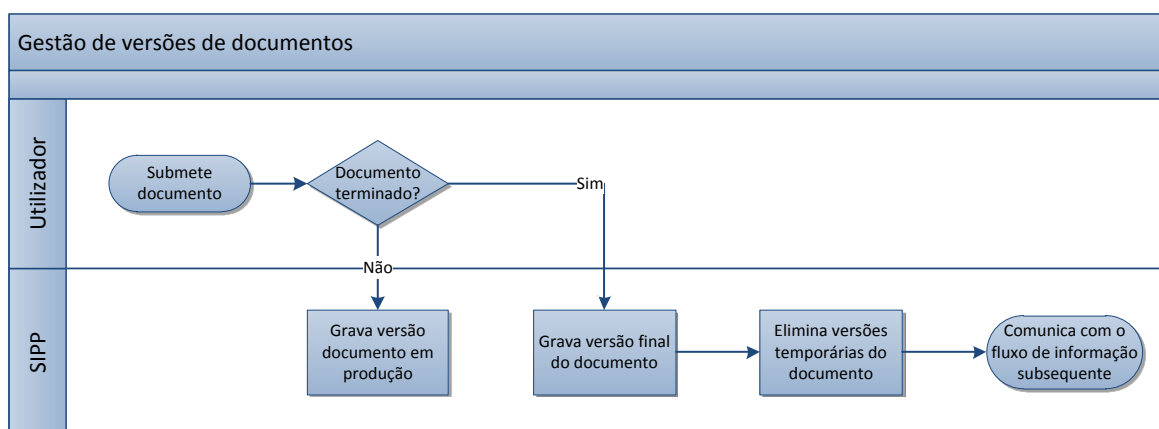 Gestão de versões de documentos
Utilizador
Submete
documento
Documento
terminado?
Sim
Não
SIPP
Grava versão
documento em
produção
Grava versão final
do documento
Elimina versões
temporárias do
documento
Comunica com o
fluxo de informação
subsequente